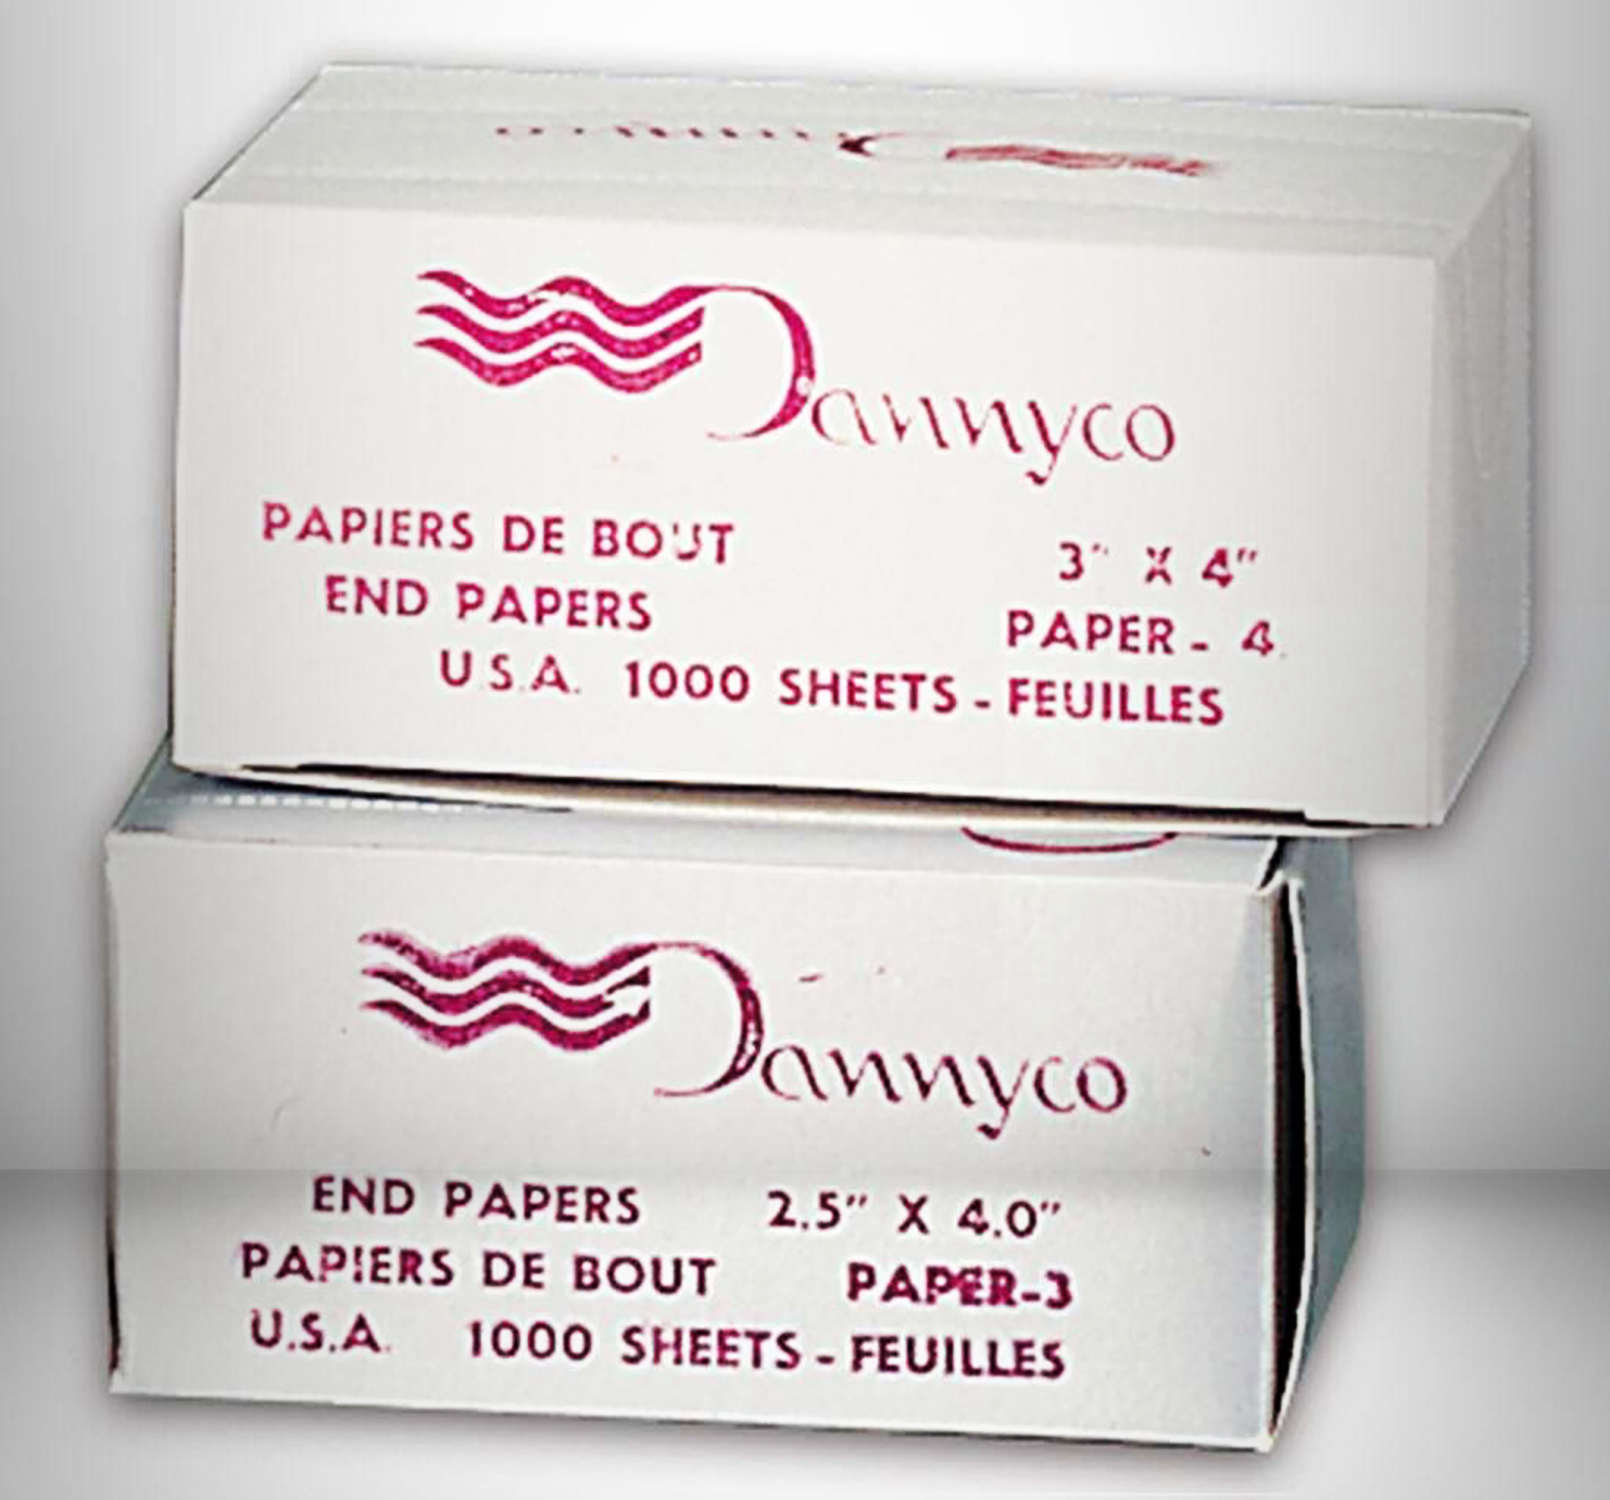 Dannyco
PAPIERS DE BOUT 3" X 4"
END PAPERS PAPER - 4
U.S.A. 1000 SHEETS - FEUILLES
Dannyco
END PAPERS 2.5" X 4.0"
PAPIERS DE BOUT PAPER-3
U.S.A. 1000 SHEETS - FEUILLES